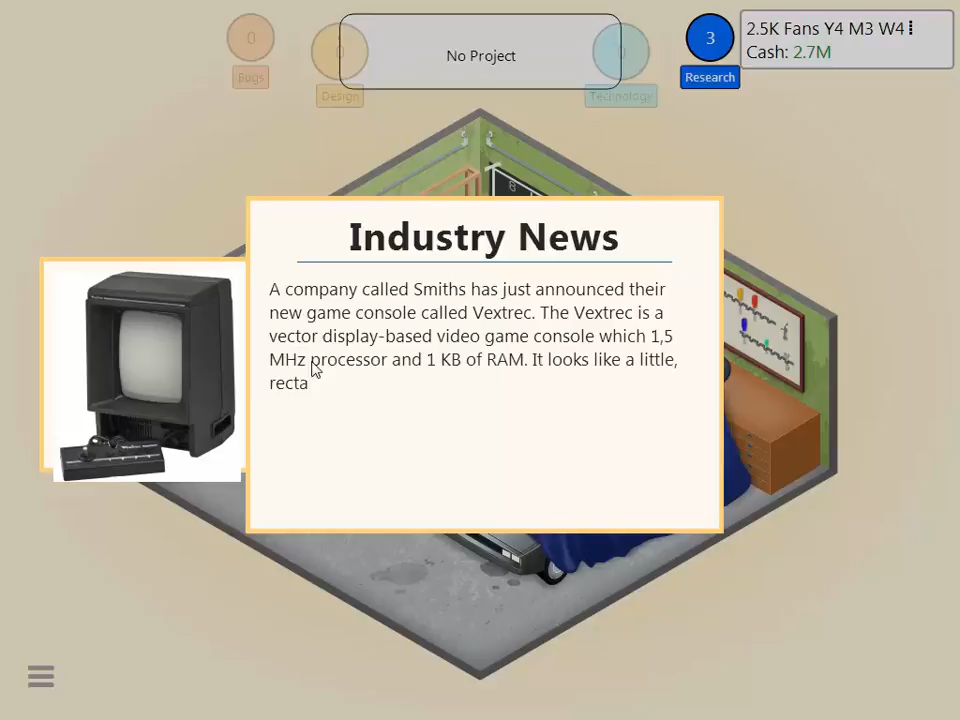 0
Bugs
0
Design
No Project
0
Technology
3
Research
2.5K Fans Y4 M3 W4
Cash: 2.7M
Industry News
A company called Smiths has just announced their
new game console called Vextrec. The Vextrec is a
vector display-based video game console which 1,5
MHz processor and 1 KB of RAM. It looks like a little,
recta